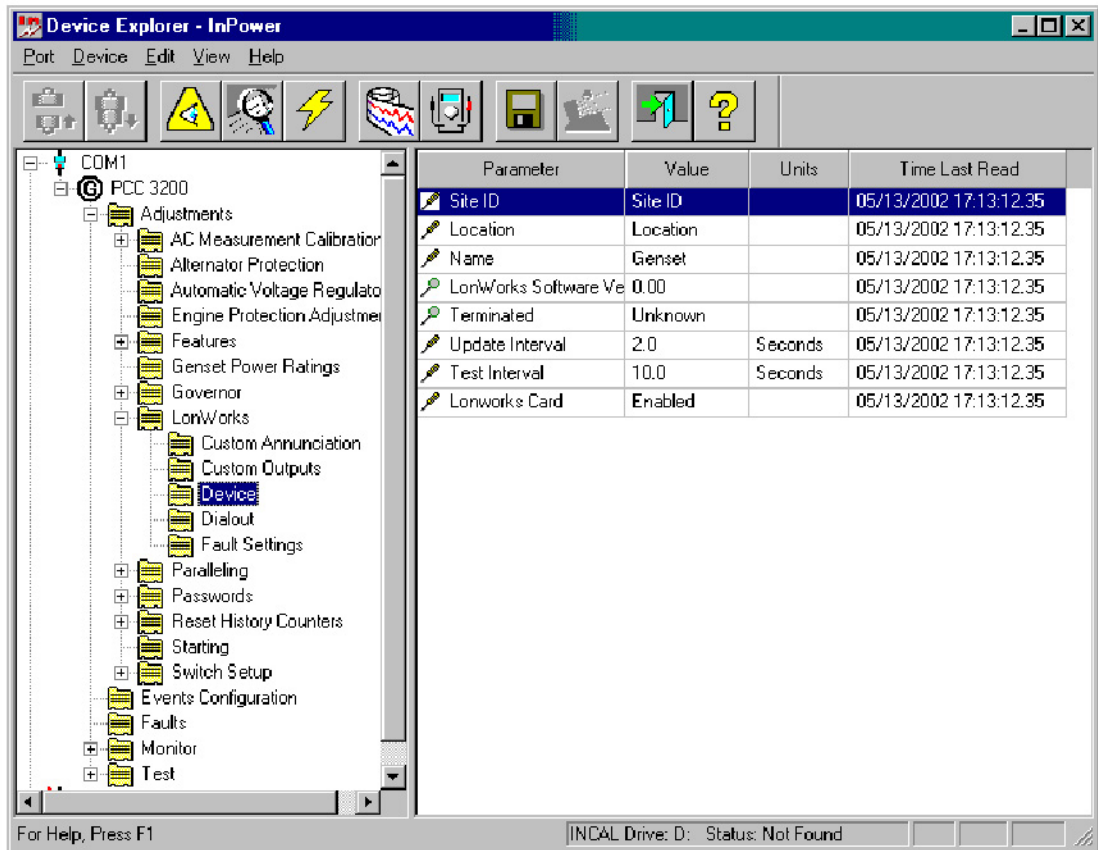 Device Explorer - InPower
Port Device Edit View Help
COM1
PCC 3200
Adjustments
AC Measurement Calibration
Alternator Protection
Automatic Voltage Regulato
Engine Protection Adjustmen
Features
Genset Power Ratings
Governor
LonWorks
Custom Annunciation
Custom Outputs
Device
Dialout
Fault Settings
Paralleling
Passwords
Reset History Counters
Starting
Switch Setup
Events Configuration
Faults
Monitor
Test
Parameter Value Units Time Last Read
Site ID Site ID 05/13/2002 17:13:12.35
Location Location 05/13/2002 17:13:12.35
Name Genset 05/13/2002 17:13:12.35
LonWorks Software Ve 0.00 05/13/2002 17:13:12.35
Terminated Unknown 05/13/2002 17:13:12.35
Update Interval 2.0 Seconds 05/13/2002 17:13:12.35
Test Interval 10.0 Seconds 05/13/2002 17:13:12.35
Lonworks Card Enabled 05/13/2002 17:13:12.35
For Help, Press F1 INCAL Drive: D: Status: Not Found